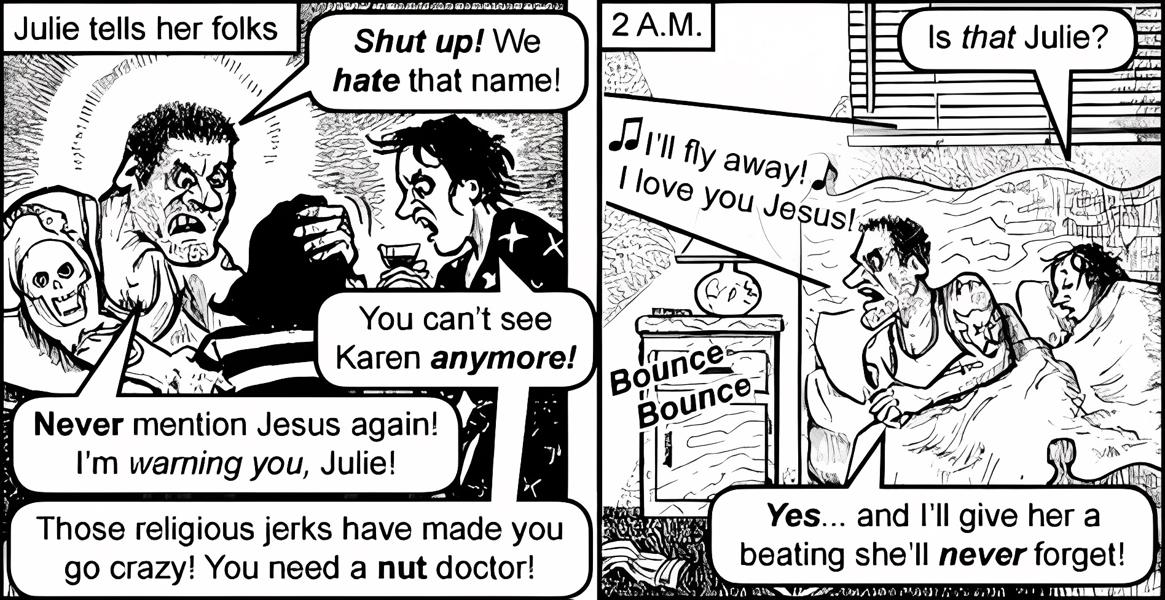 Julie tells her folks
Shut up! We
hate that name!
You can't see
Karen anymore!
Never mention Jesus again!
I'm warning you, Julie!
Those religious jerks have made you
go crazy! You need a nut doctor!
2 A.M.
Is that Julie?
♫I'll fly away!♪
I love you Jesus!
Bounce
Bounce
Yes... and I'll give her a
beating she'll never forget!